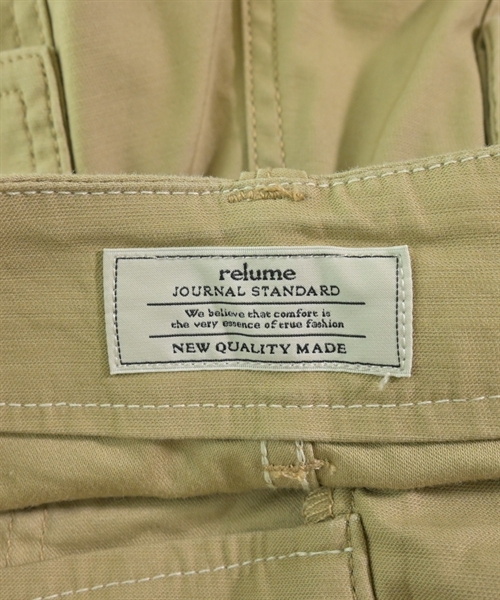 relume
JOURNAL STANDARD
We believe that comfort is
the very essence of true fashion
NEW QUALITY MADE